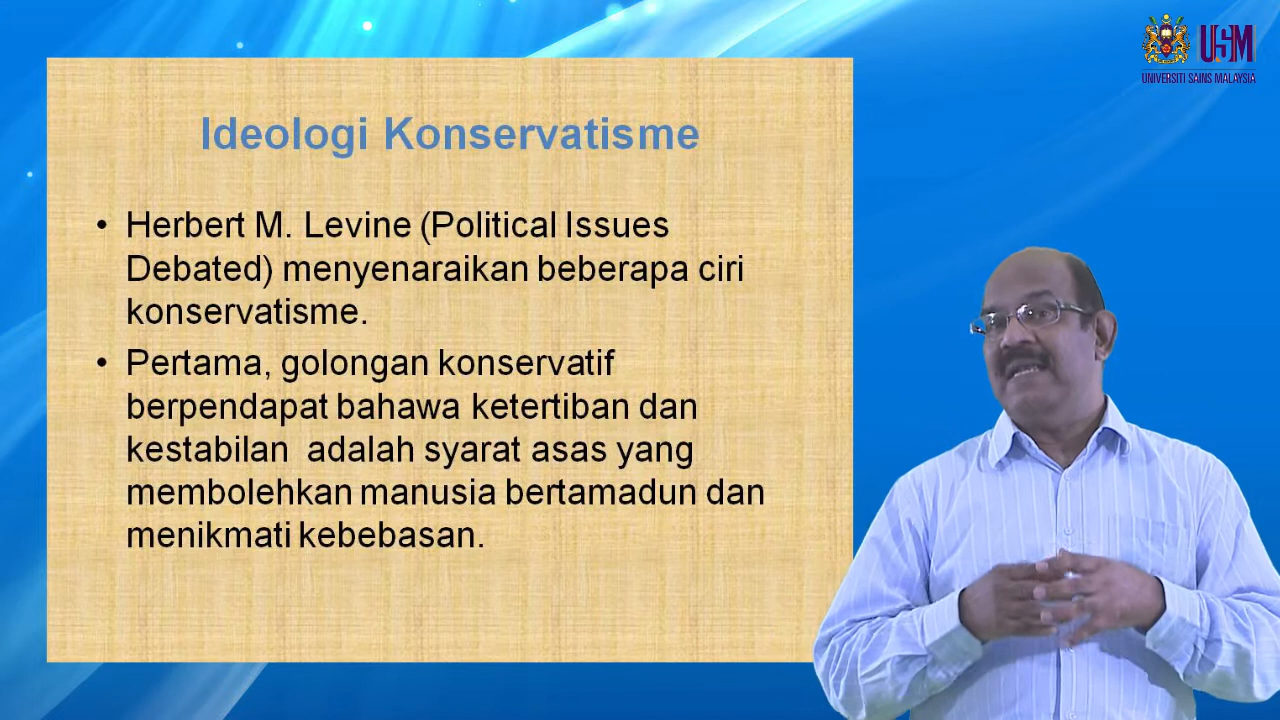 USM
UNIVERSITI SAINS MALAYSIA
Ideologi Konservatisme
• Herbert M. Levine (Political Issues
Debated) menyenaraikan beberapa ciri
konservatisme.
• Pertama, golongan konservatif
berpendapat bahawa ketertiban dan
kestabilan adalah syarat asas yang
membolehkan manusia bertamadun dan
menikmati kebebasan.